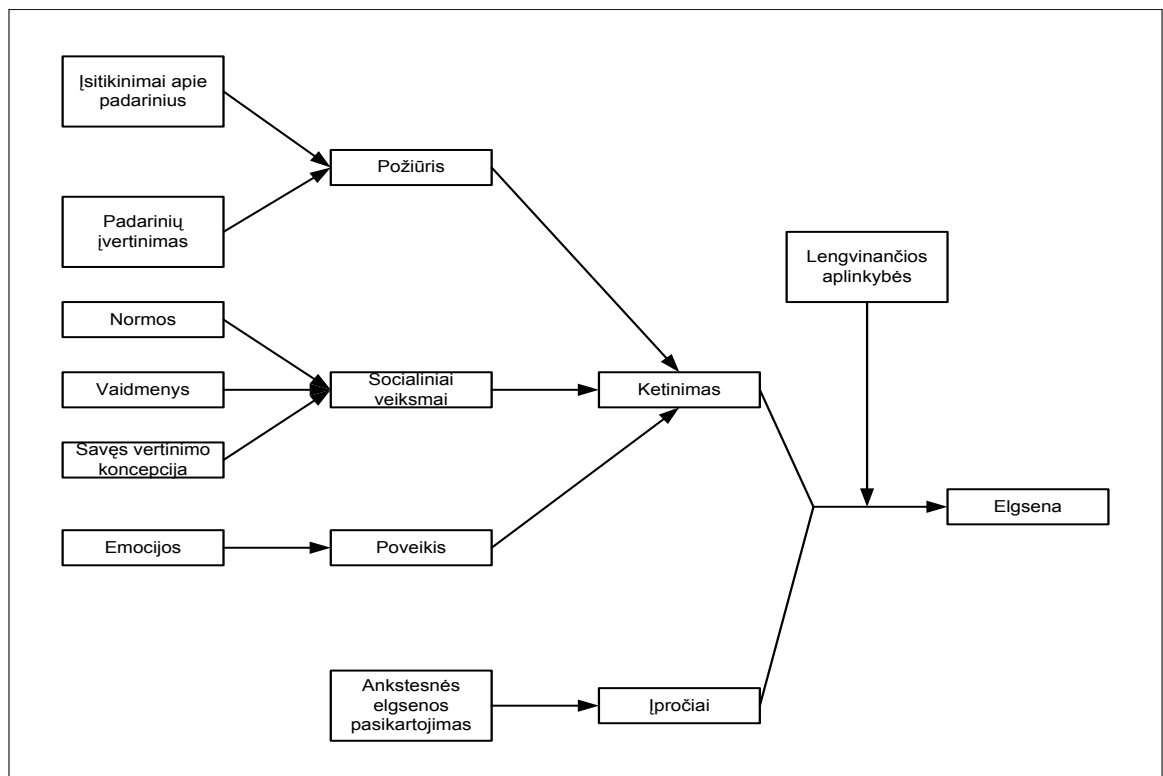 Įsitikinimai apie
padarinius
Požiūris
Padarinių
įvertinimas
Lengvinančios
aplinkybės
Normos
Vaidmenys
Socialiniai
veiksmai
Ketinimas
Savęs vertinimo
koncepcija
Elgsena
Emocijos
Poveikis
Ankstesnės
elgsenos
pasikartojimas
Įpročiai